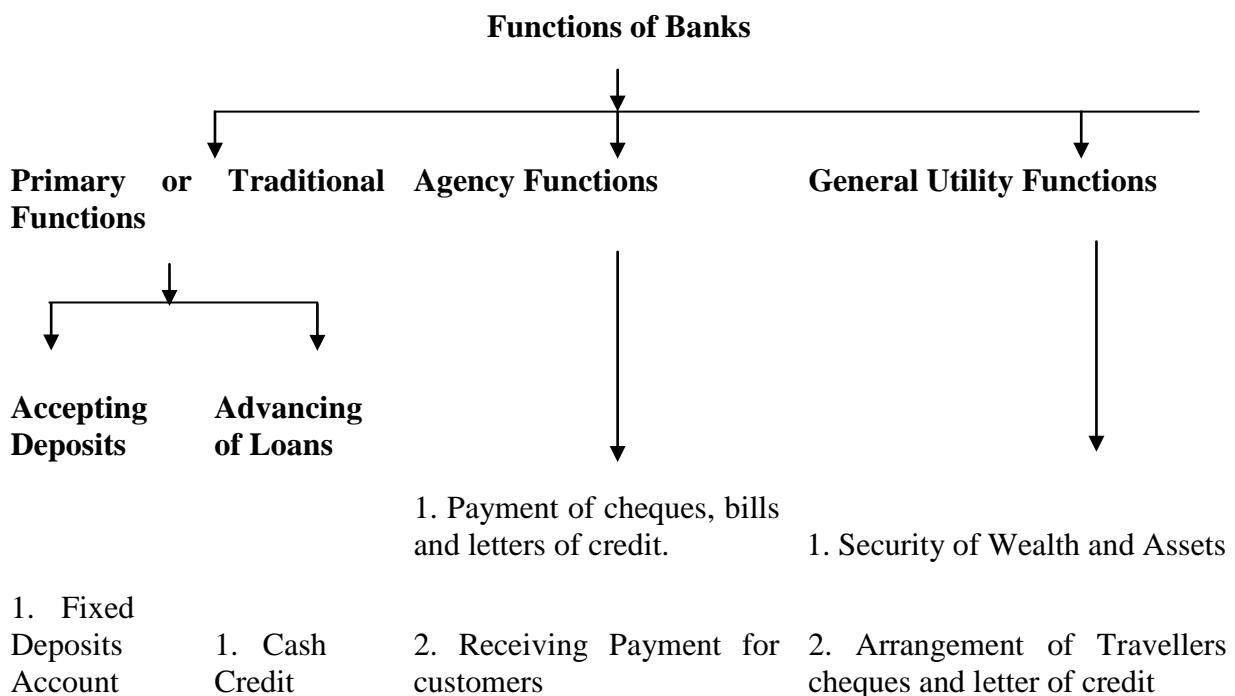 Functions of Banks
Primary or Traditional
Functions
Agency Functions
General Utility Functions
Accepting
Deposits
Advancing
of Loans
1. Payment of cheques, bills
and letters of credit.
1. Security of Wealth and Assets
1. Fixed
Deposits
Account
1. Cash
Credit
2. Receiving Payment for
customers
2. Arrangement of Travellers
cheques and letter of credit